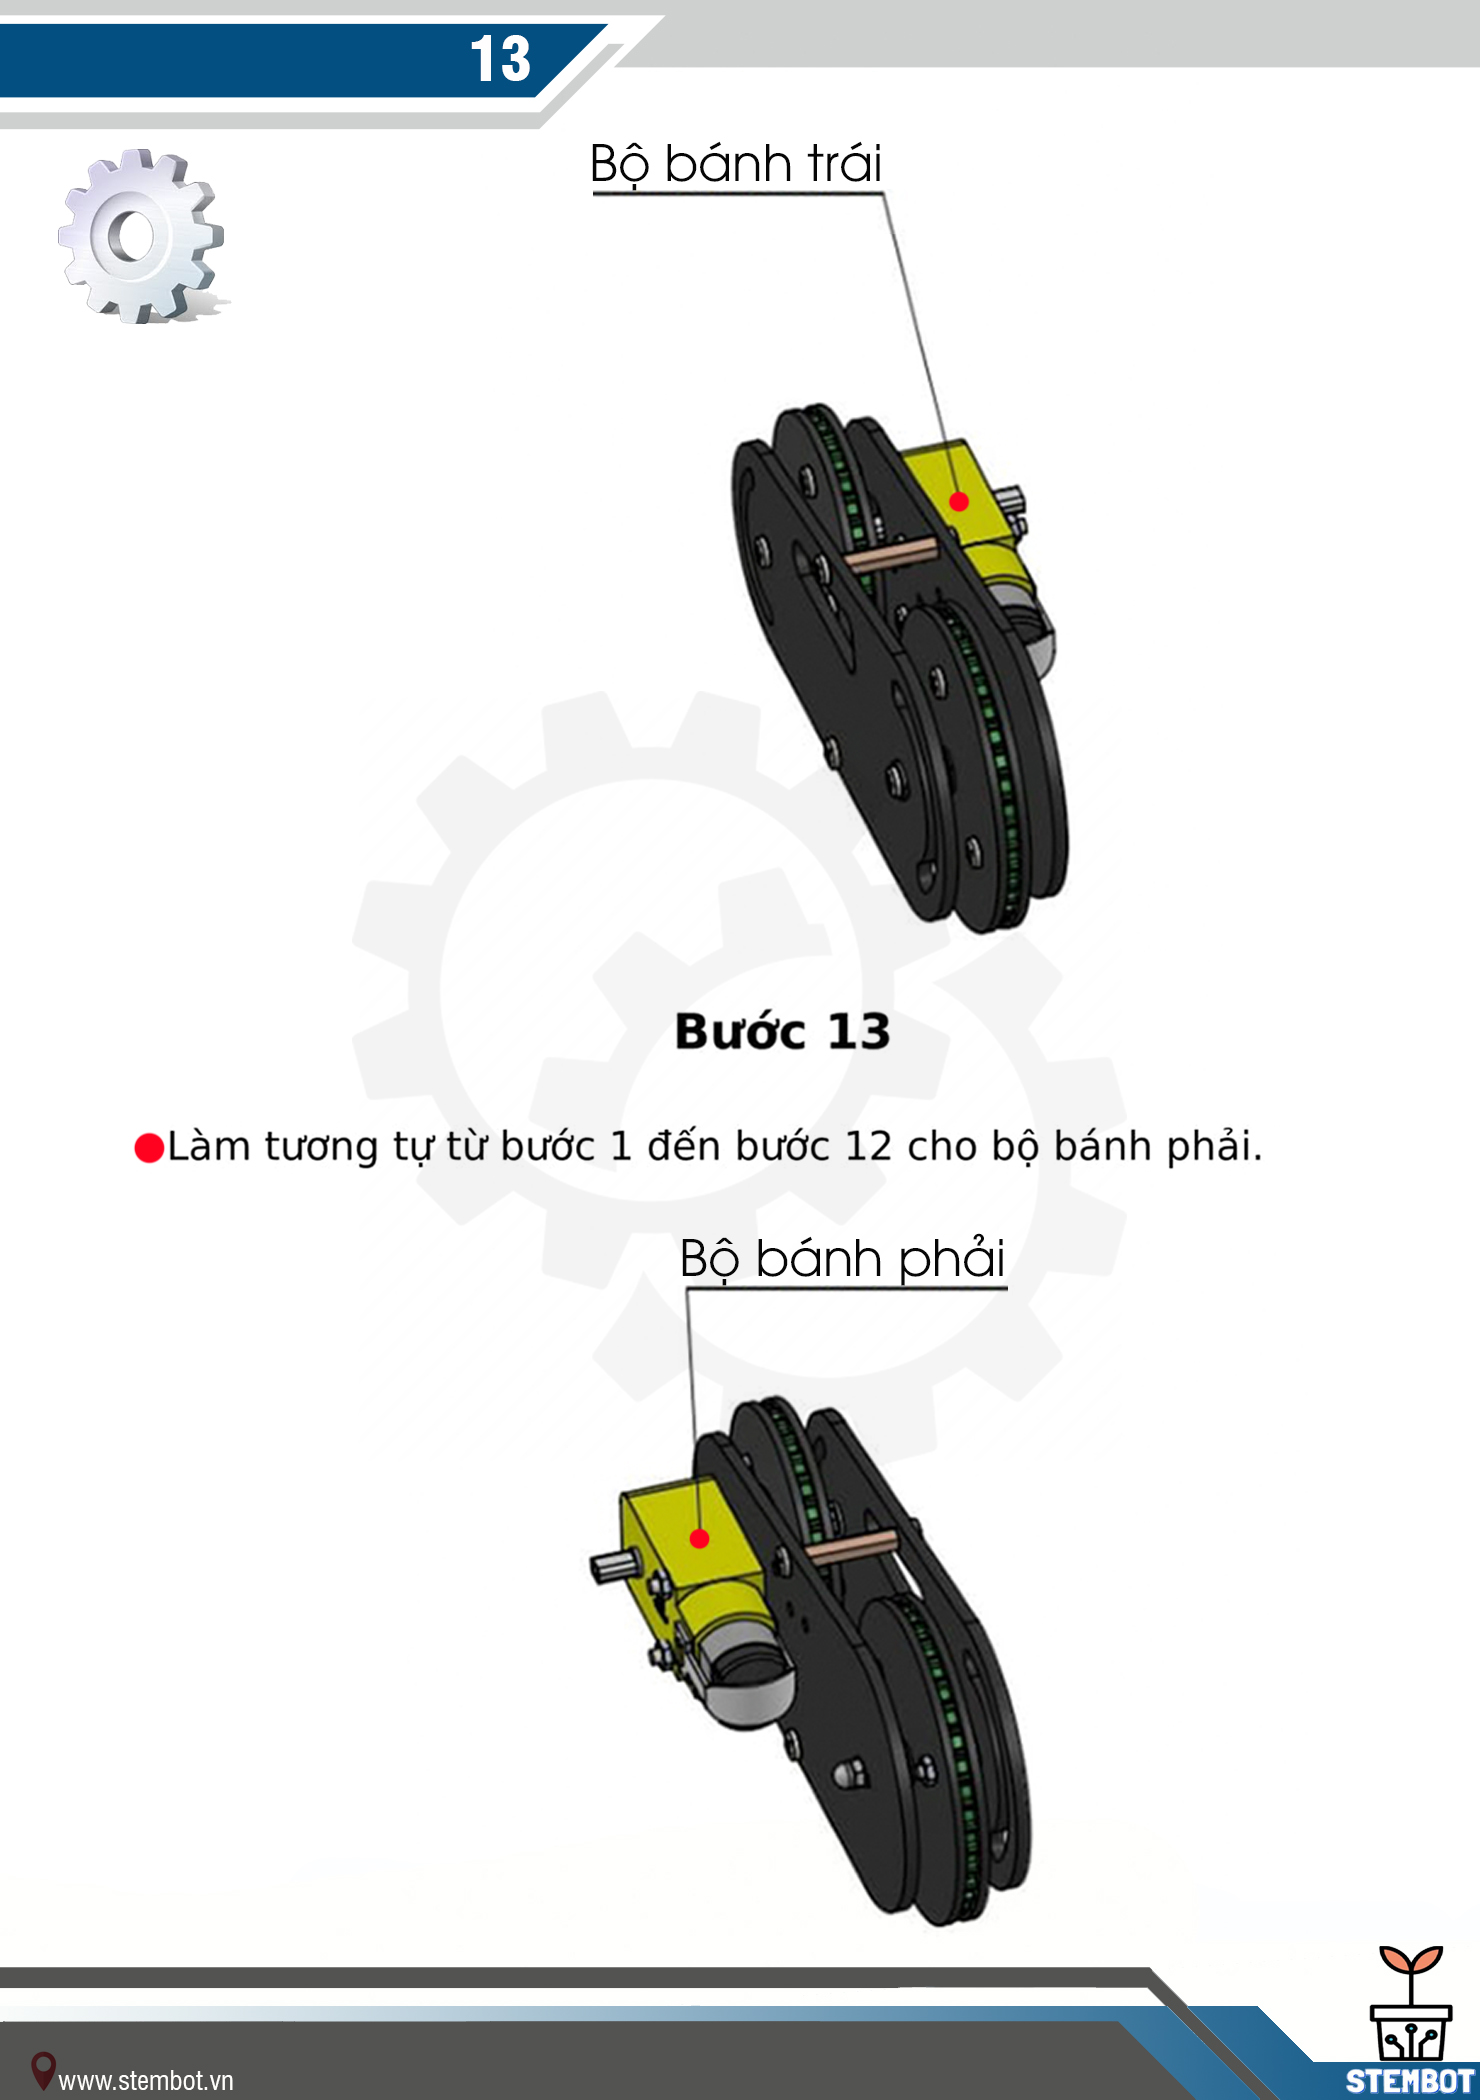 13
Bộ bánh trái
Bước 13
Làm tương tự từ bước 1 đến bước 12 cho bộ bánh phải.
Bộ bánh phải
www.stembot.vn
STEMBOT